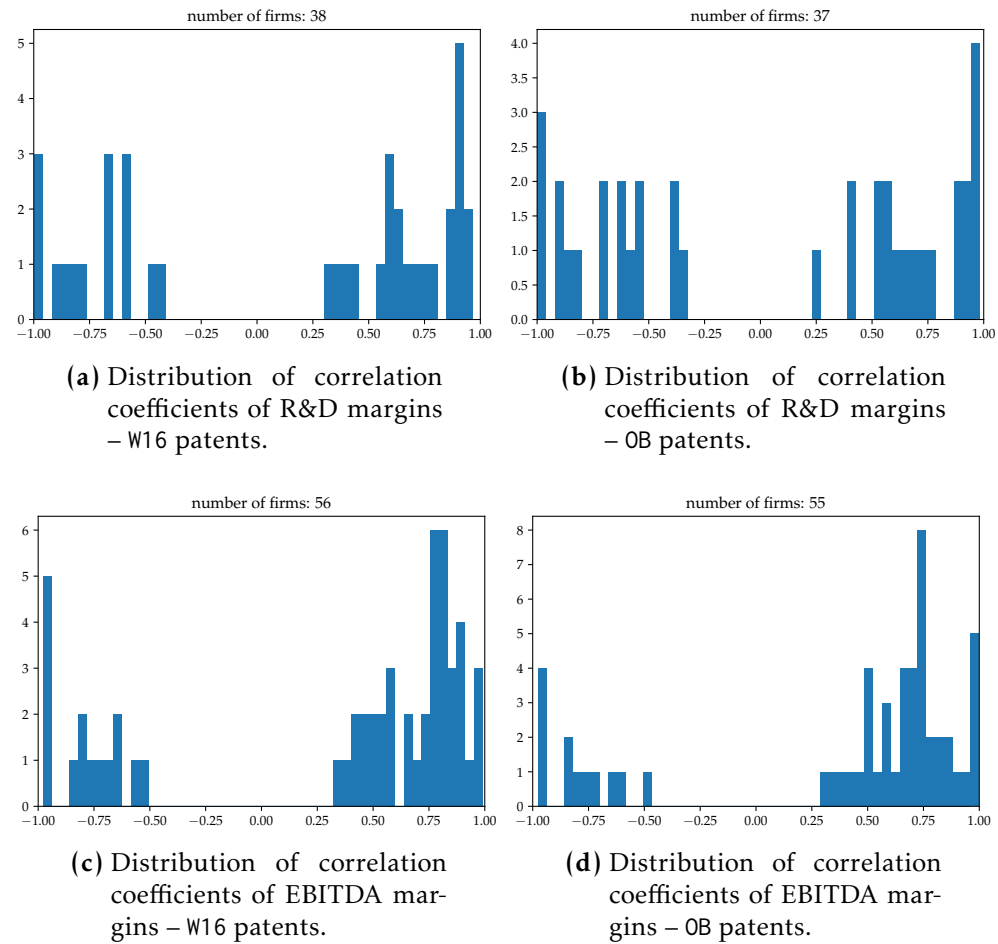 number of firms: 38
5
4
3
2
1
0
−1.00 −0.75 −0.50 −0.25 0.00 0.25 0.50 0.75 1.00
(a) Distribution of correlation
coefficients of R&D margins
– W16 patents.
number of firms: 37
4.0
3.5
3.0
2.5
2.0
1.5
1.0
0.5
0.0
−1.00 −0.75 −0.50 −0.25 0.00 0.25 0.50 0.75 1.00
(b) Distribution of correlation
coefficients of R&D margins
– OB patents.
number of firms: 56
6
5
4
3
2
1
0
−1.00 −0.75 −0.50 −0.25 0.00 0.25 0.50 0.75 1.00
(c) Distribution of correlation
coefficients of EBITDA mar-
gins – W16 patents.
number of firms: 55
8
7
6
5
4
3
2
1
0
−1.00 −0.75 −0.50 −0.25 0.00 0.25 0.50 0.75 1.00
(d) Distribution of correlation
coefficients of EBITDA mar-
gins – OB patents.